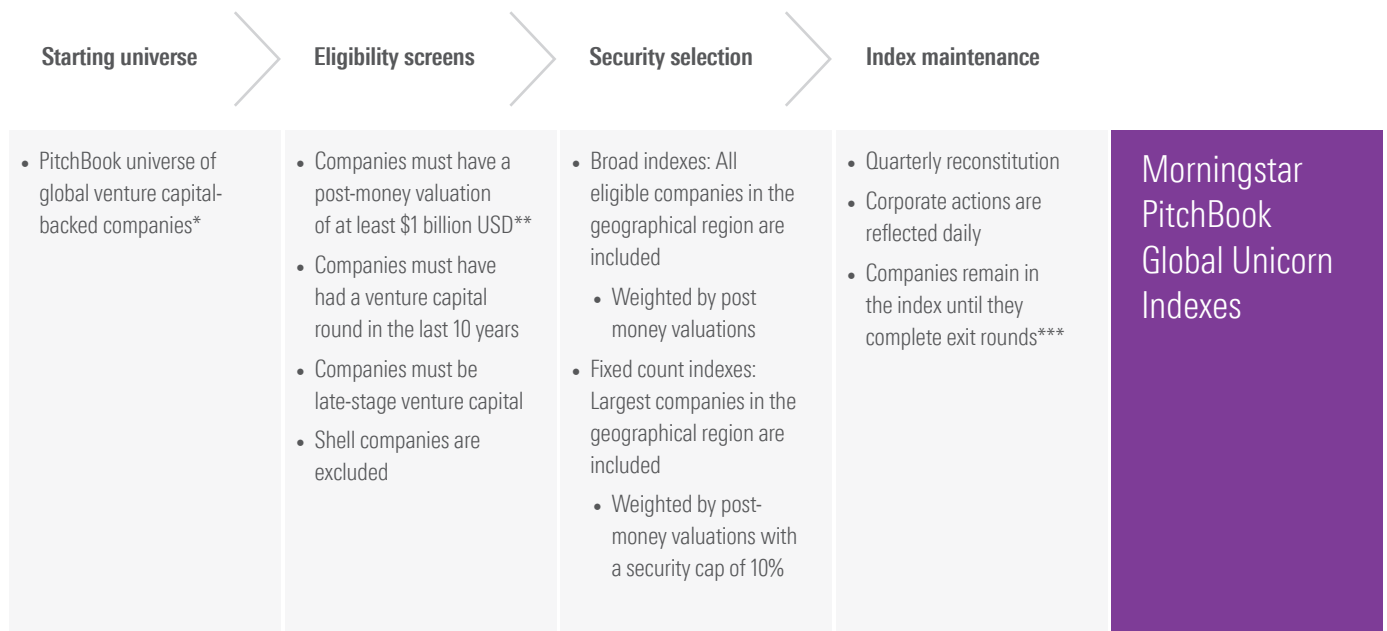 Starting universe
Eligibility screens
Security selection
Index maintenance
• PitchBook universe of
global venture capital-
backed companies*
• Companies must have a
post-money valuation
of at least $1 billion USD**
• Companies must have
had a venture capital
round in the last 10 years
• Companies must be
late-stage venture capital
• Shell companies are
excluded
• Broad indexes: All
eligible companies in the
geographical region are
included
• Weighted by post
money valuations
• Fixed count indexes:
Largest companies in the
geographical region are
included
• Weighted by post-
money valuations with
a security cap of 10%
• Quarterly reconstitution
• Corporate actions are
reflected daily
• Companies remain in
the index until they
complete exit rounds***
Morningstar
PitchBook
Global Unicorn
Indexes